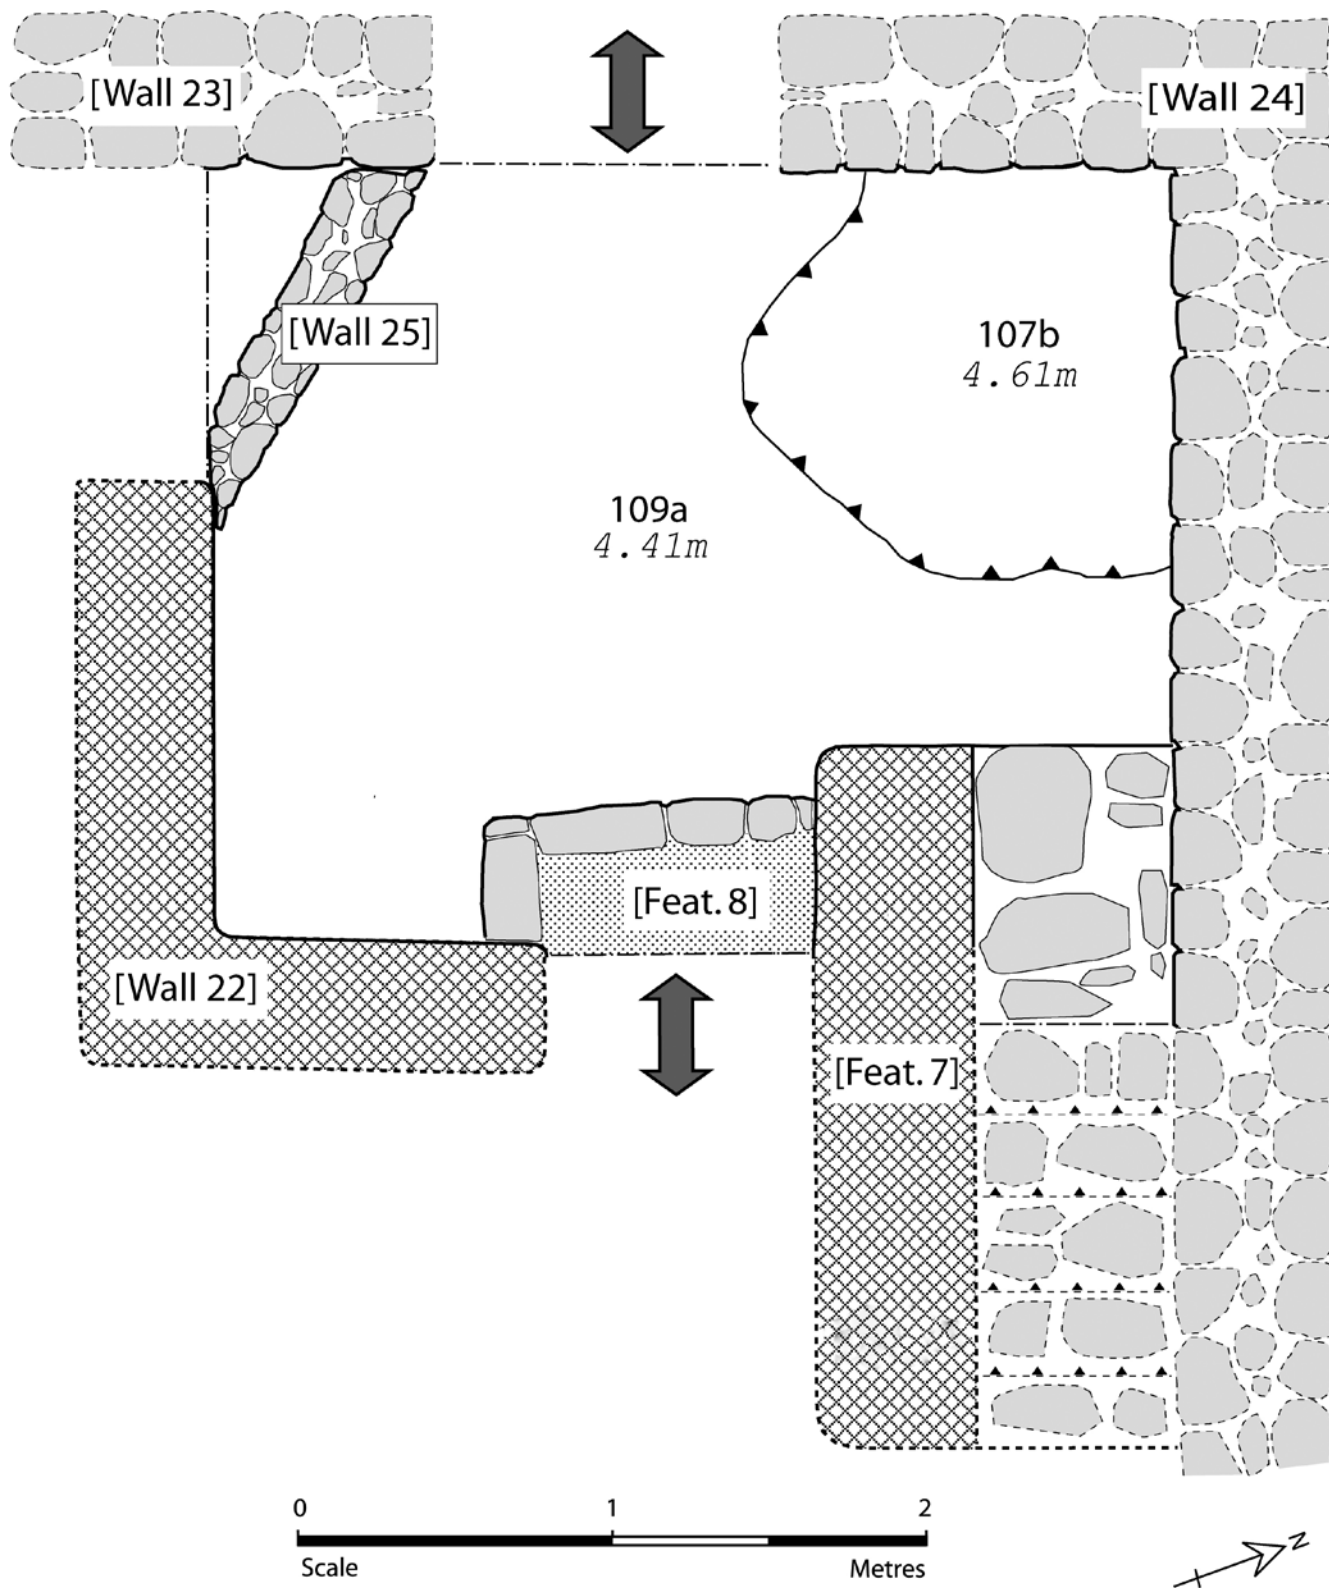 [Wall 23]
[Wall 24]
[Wall 25]
107b
4.61m
109a
4.41m
[Feat. 8]
[Wall 22]
[Feat. 7]
0 1 2
Scale Metres
N